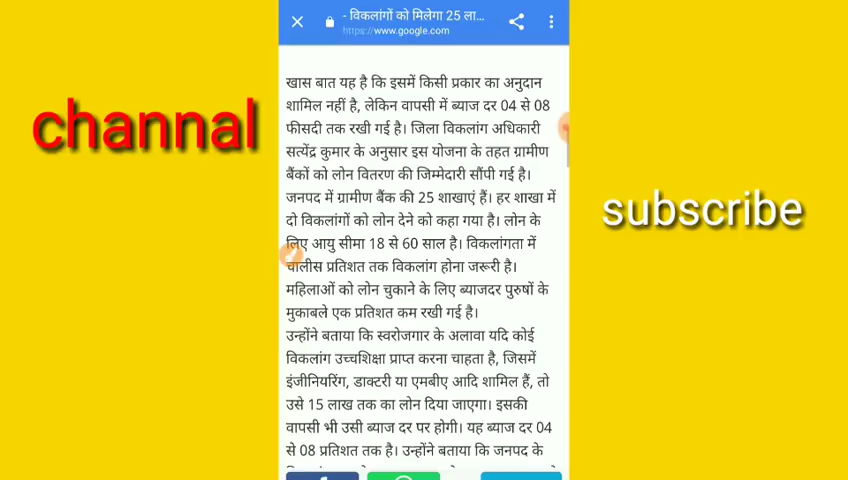 - विकलांगों को मिलेगा 25 ला...
https://www.google.com
channal
subscribe
खास बात यह है कि इसमें किसी प्रकार का अनुदान
शामिल नहीं है, लेकिन वापसी में ब्याज दर 04 से 08
फीसदी तक रखी गई है। जिला विकलांग अधिकारी
सत्येंद्र कुमार के अनुसार इस योजना के तहत ग्रामीण
बैंकों को लोन वितरण की जिम्मेदारी सौंपी गई है।
जनपद में ग्रामीण बैंक की 25 शाखाएं हैं। हर शाखा में
दो विकलांगों को लोन देने को कहा गया है। लोन के
लिए आयु सीमा 18 से 60 साल है। विकलांगता में
चालीस प्रतिशत तक विकलांग होना जरूरी है।
महिलाओं को लोन चुकाने के लिए ब्याजदर पुरुषों के
मुकाबले एक प्रतिशत कम रखी गई है।
उन्होंने बताया कि स्वरोजगार के अलावा यदि कोई
विकलांग उच्चशिक्षा प्राप्त करना चाहता है, जिसमें
इंजीनियरिंग, डाक्टरी या एमबीए आदि शामिल हैं, तो
उसे 15 लाख तक का लोन दिया जाएगा। इसकी
वापसी भी उसी ब्याज दर पर होगी। यह ब्याज दर 04
से 08 प्रतिशत तक है। उन्होंने बताया कि जनपद के